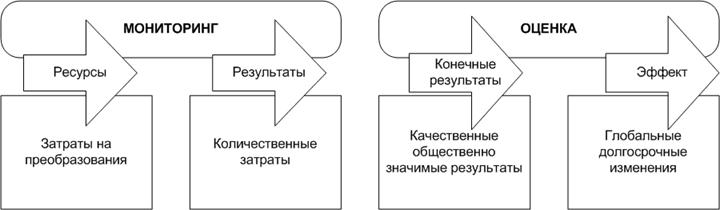 МОНИТОРИНГ
ОЦЕНКА
Ресурсы
Результаты
Конечные
результаты
Эффект
Затраты на
преобразования
Количественные
затраты
Качественные
общественно
значимые результаты
Глобальные
долгосрочные
изменения